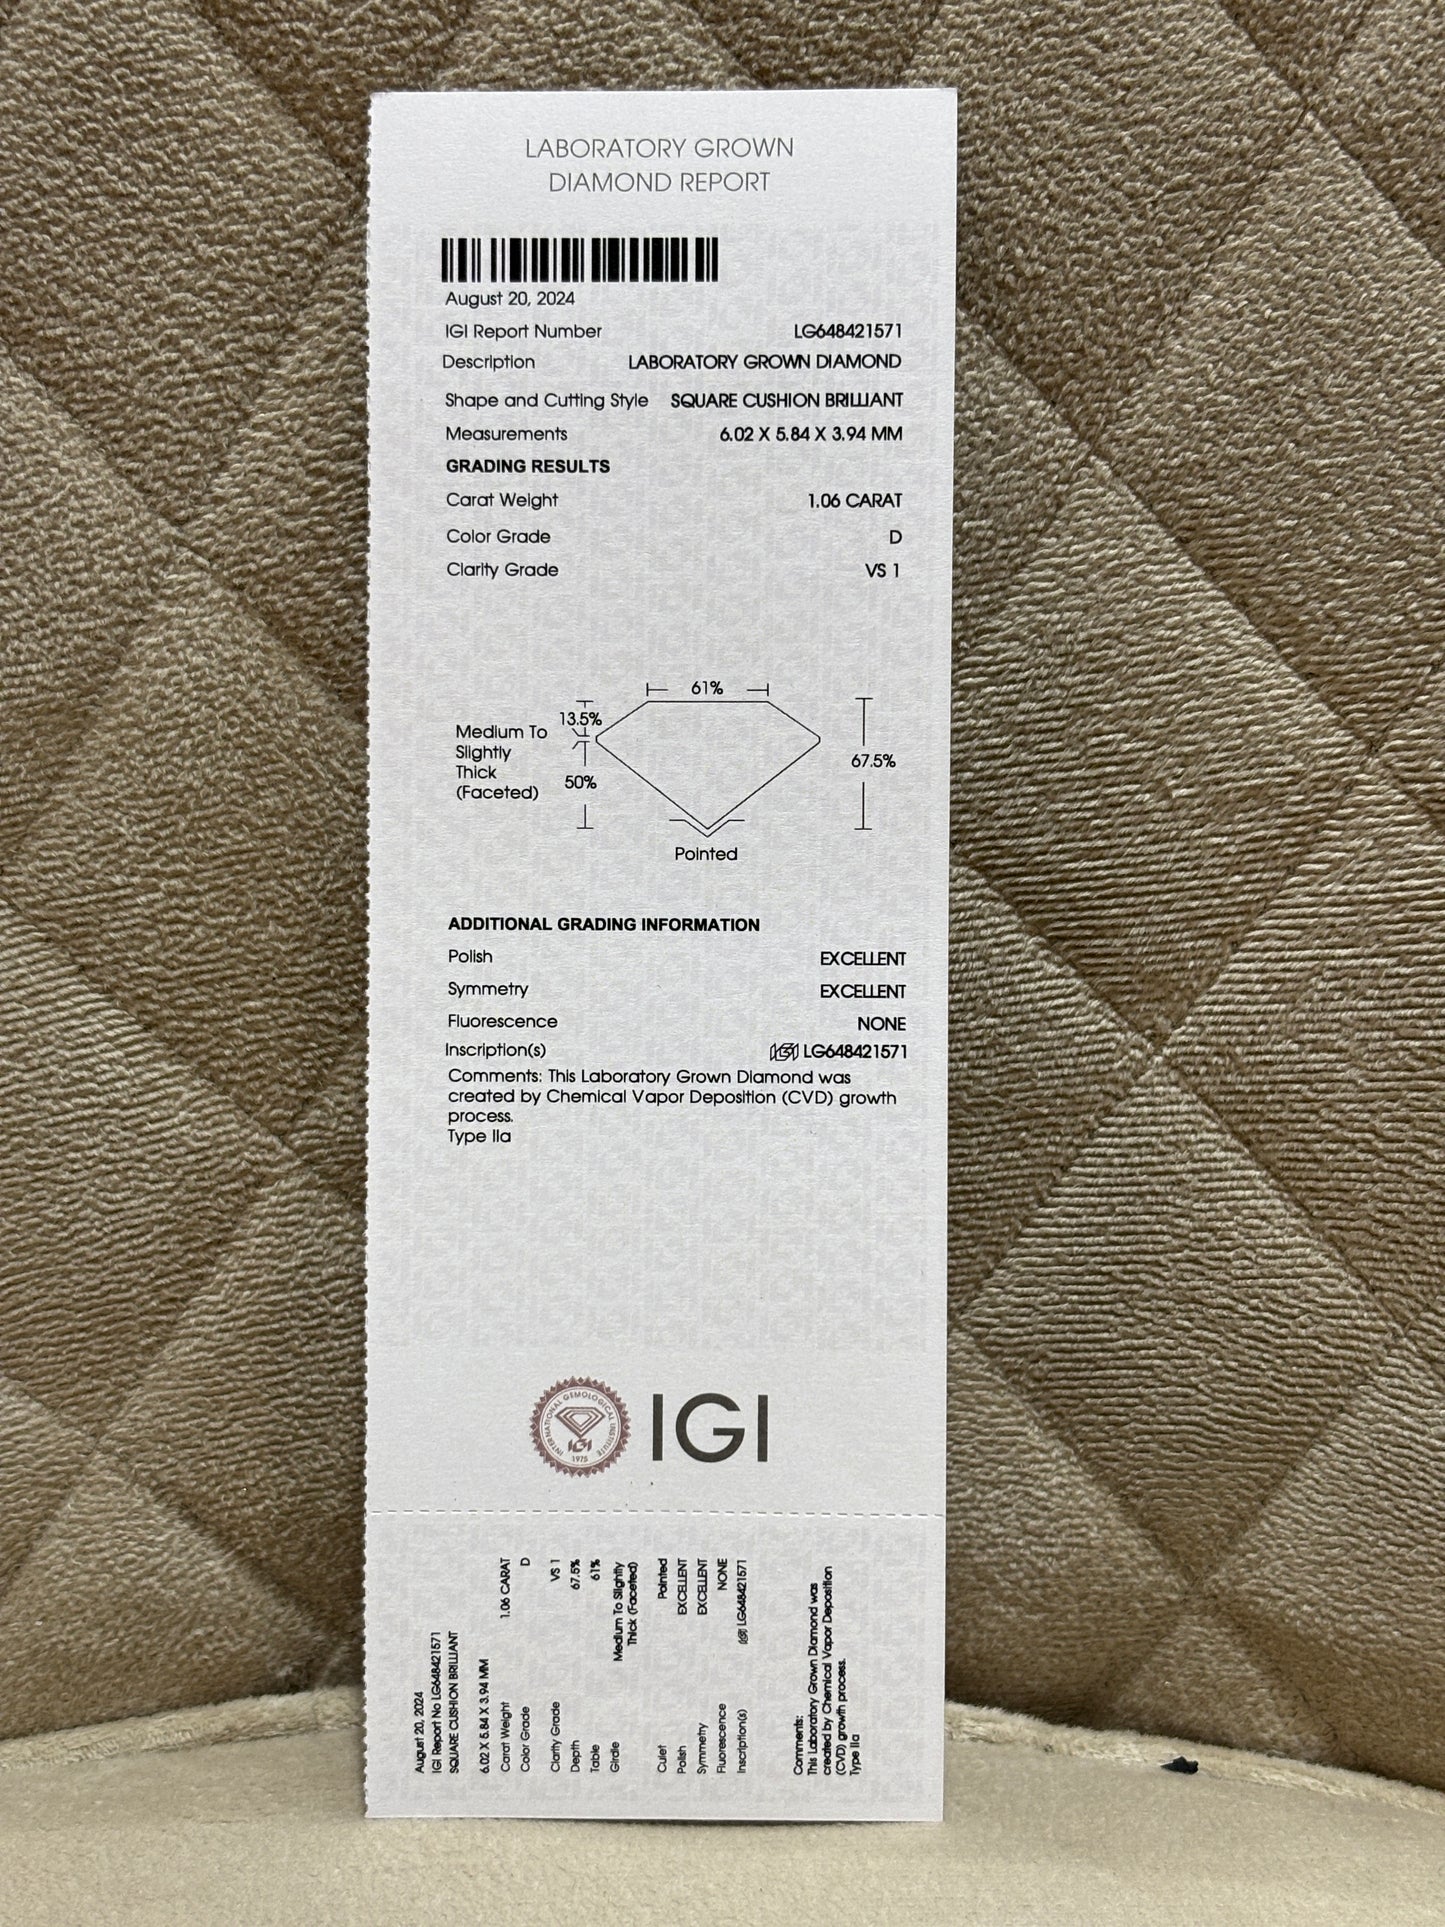 LABORATORY GROWN
DIAMOND REPORT
August 20, 2024
IGI Report Number LG648421571
Description LABORATORY GROWN DIAMOND
Shape and Cutting Style SQUARE CUSHION BRILLIANT
Measurements 6.02 X 5.84 X 3.94 MM
GRADING RESULTS
Carat Weight 1.06 CARAT
Color Grade D
Clarity Grade VS 1
61%
13.5%
Medium To
Slightly
Thick
(Faceted)
50%
67.5%
Pointed
ADDITIONAL GRADING INFORMATION
Polish EXCELLENT
Symmetry EXCELLENT
Fluorescence NONE
Inscription(s) IGI LG648421571
Comments: This Laboratory Grown Diamond was
created by Chemical Vapor Deposition (CVD) growth
process.
Type IIa
INTERNATIONAL GEMOLOGICAL INSTITUTE
IGI
1975
IGI
August 20, 2024
IGI Report No LG648421571
SQUARE CUSHION BRILLIANT
6.02 X 5.84 X 3.94 MM
Carat Weight 1.06 CARAT
Color Grade D
Clarity Grade VS 1
Depth 67.5%
Table 61%
Girdle Medium To Slightly
Thick (Faceted)
Culet Pointed
Polish EXCELLENT
Symmetry EXCELLENT
Fluorescence NONE
Inscription(s) IGI LG648421571
Comments:
This Laboratory Grown Diamond was
created by Chemical Vapor Deposition
(CVD) growth process.
Type IIa